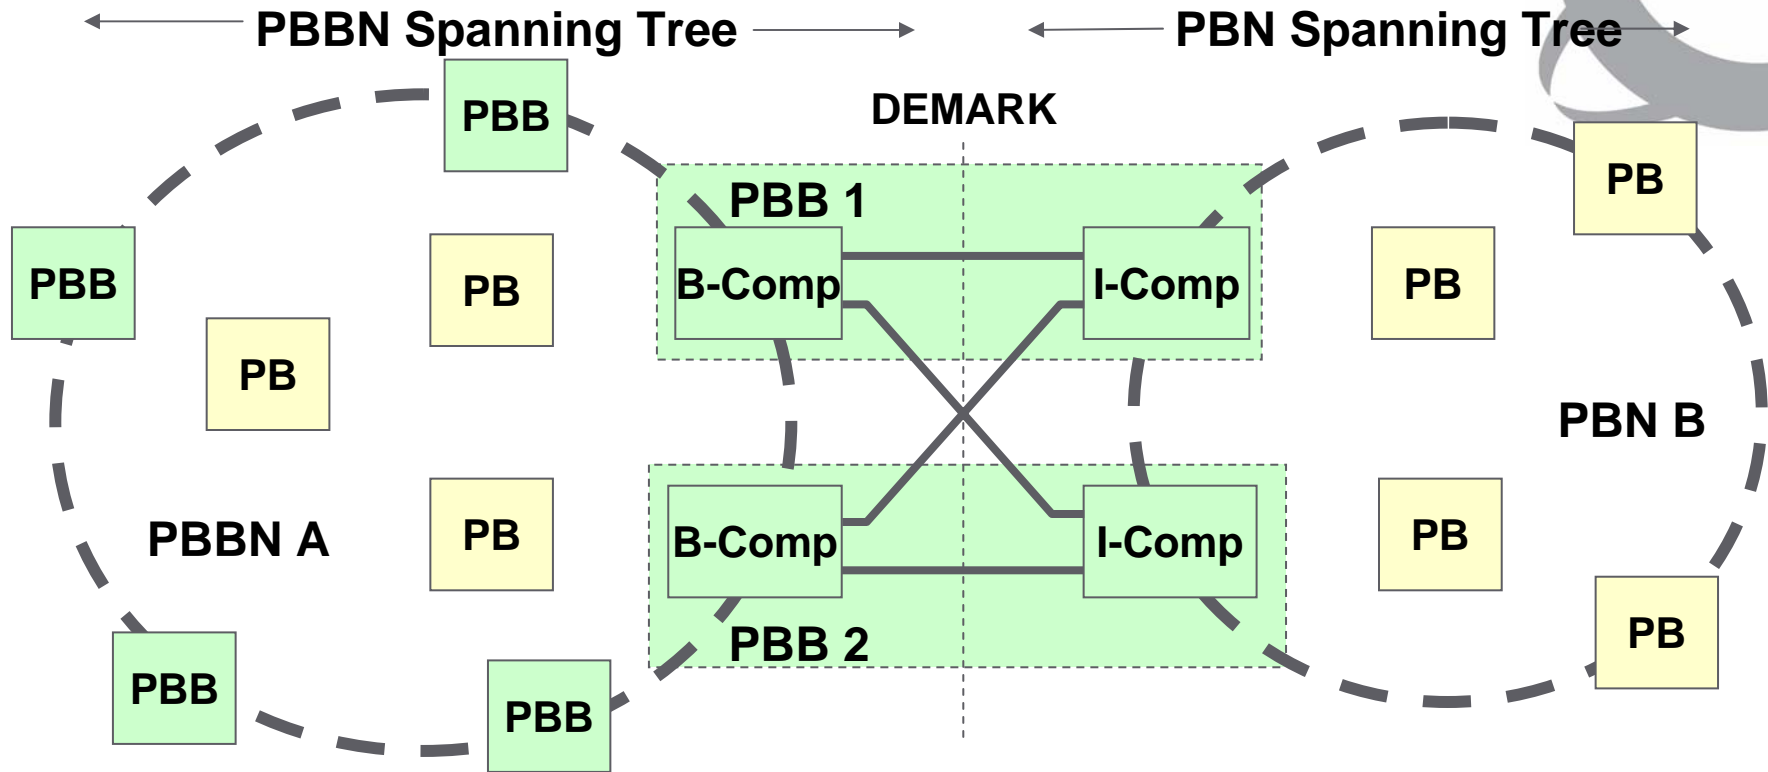 PBBN Spanning Tree
PBN Spanning Tree
DEMARK
PBB
PBB 1
PB
PBB
PB
B-Comp
I-Comp
PB
PB
PBN B
PBBN A
PB
B-Comp
I-Comp
PB
PB
PBB 2
PBB
PBB